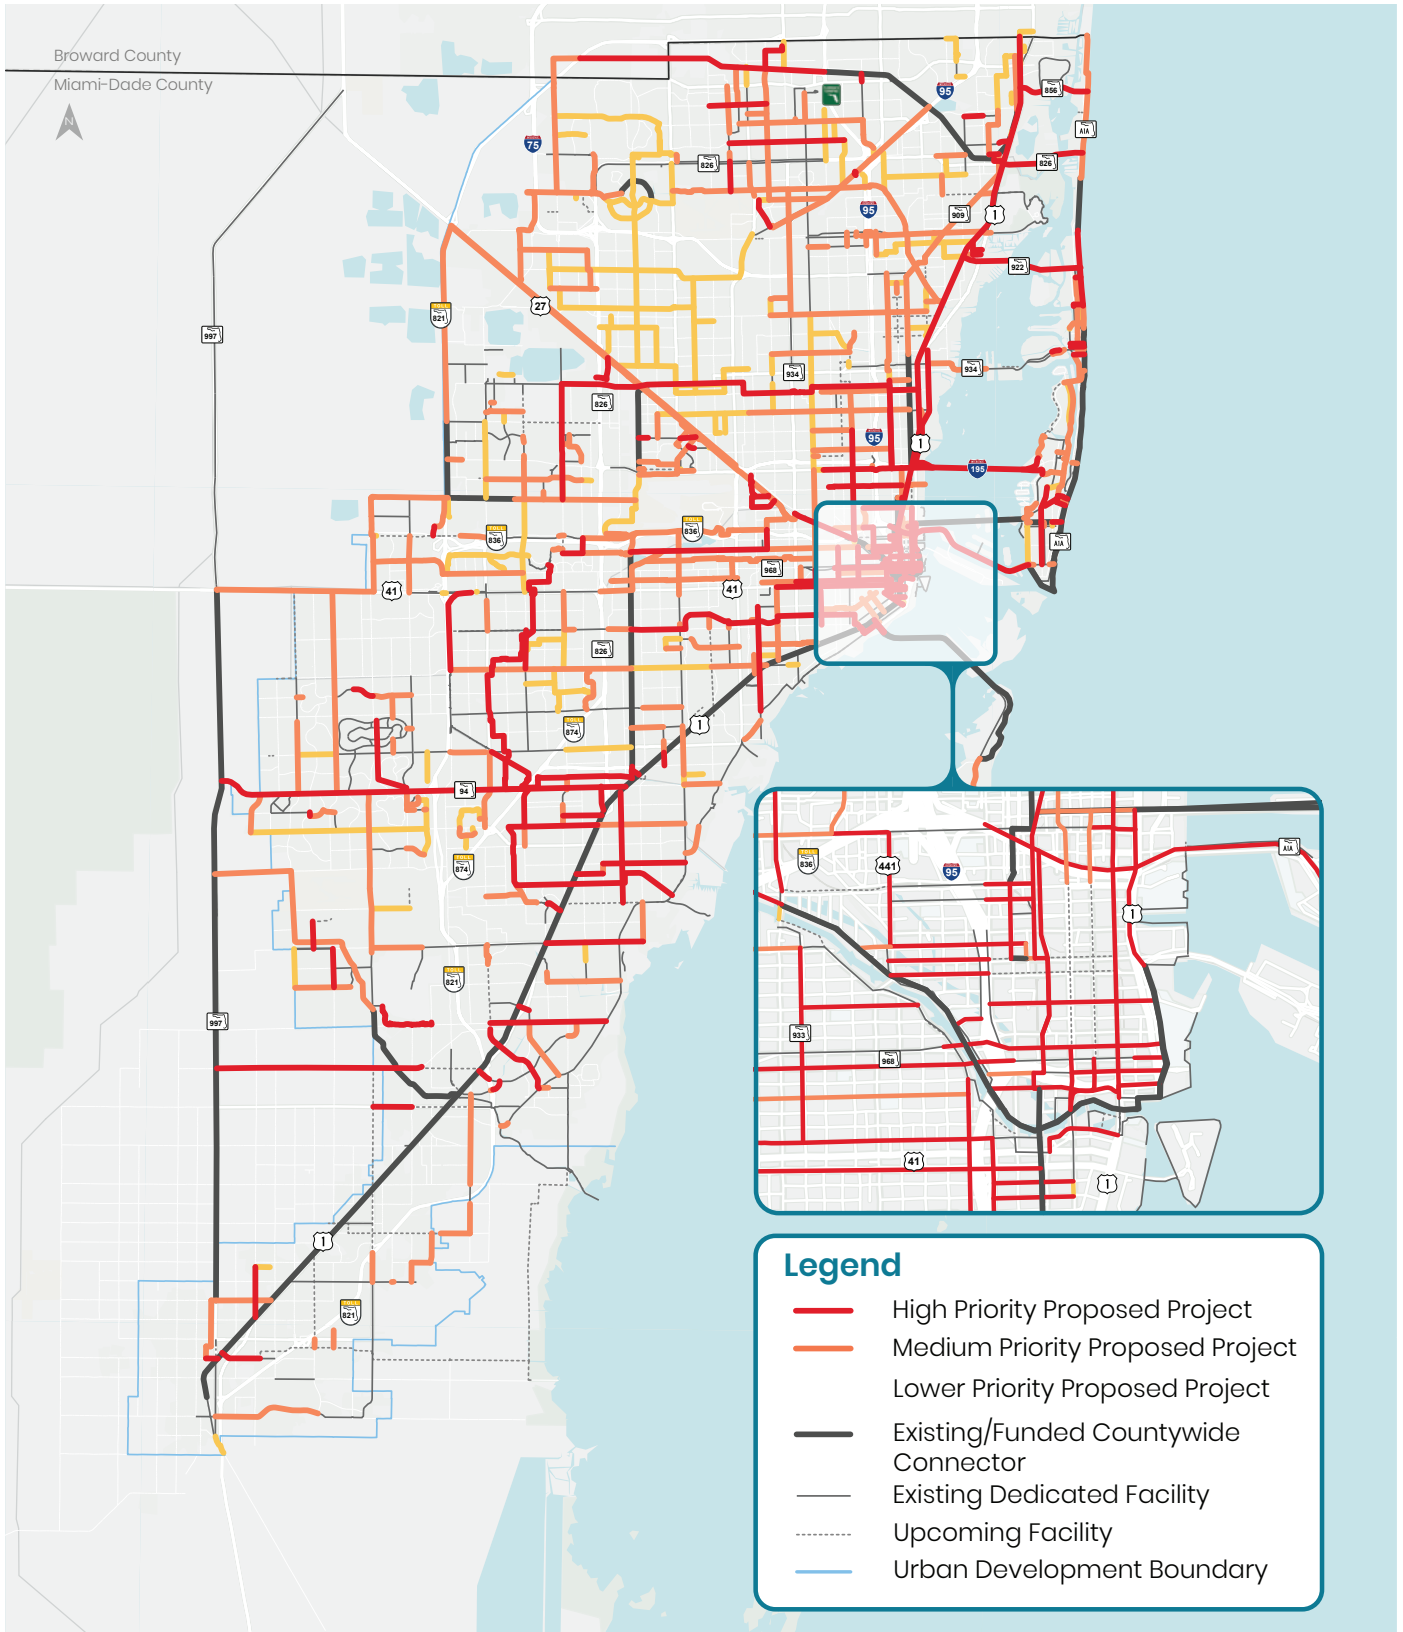 Broward County
Miami-Dade County
N
95
856
A1A
75
826
826
95
909
1
922
27
821
997
934
934
826
95
1
195
836
836
A1A
968
41
41
826
874
1
94
874
821
997
1
821
836
441
95
A1A
1
933
968
41
1
Legend
High Priority Proposed Project
Medium Priority Proposed Project
Lower Priority Proposed Project
Existing/Funded Countywide
Connector
Existing Dedicated Facility
Upcoming Facility
Urban Development Boundary